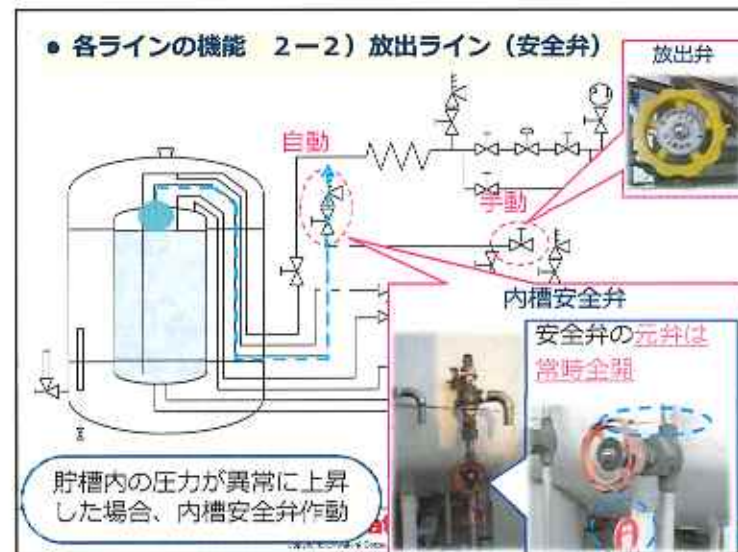 • 各ラインの機能　２ー２）放出ライン（安全弁）
放出弁
自動
手動
内槽安全弁
安全弁の元弁は
常時全開
貯槽内の圧力が異常に上昇
した場合、内槽安全弁作動